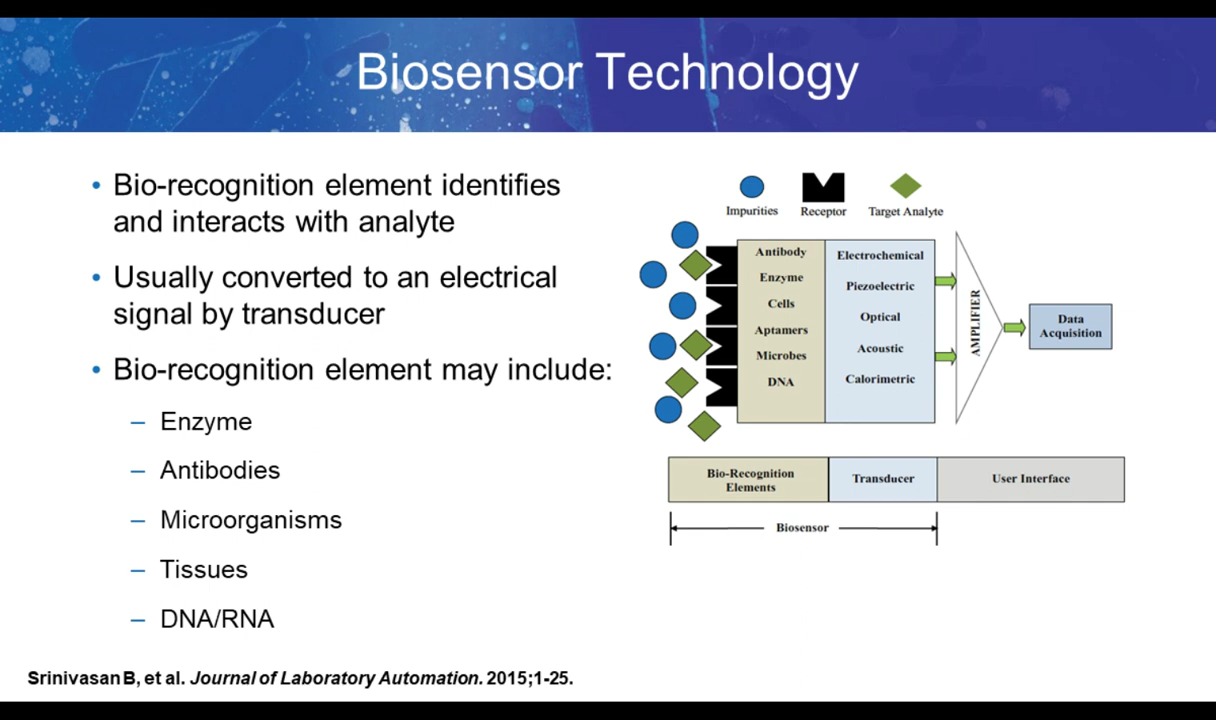 Biosensor Technology
• Bio-recognition element identifies
and interacts with analyte
• Usually converted to an electrical
signal by transducer
• Bio-recognition element may include:
– Enzyme
– Antibodies
– Microorganisms
– Tissues
– DNA/RNA
Impurities
Receptor
Target Analyte
Antibody
Enzyme
Cells
Aptamers
Microbes
DNA
Electrochemical
Piezoelectric
Optical
Acoustic
Calorimetric
AMPLIFIER
Data
Acquisition
Bio-Recognition
Elements
Transducer
User Interface
Biosensor
Srinivasan B, et al. Journal of Laboratory Automation. 2015;1-25.